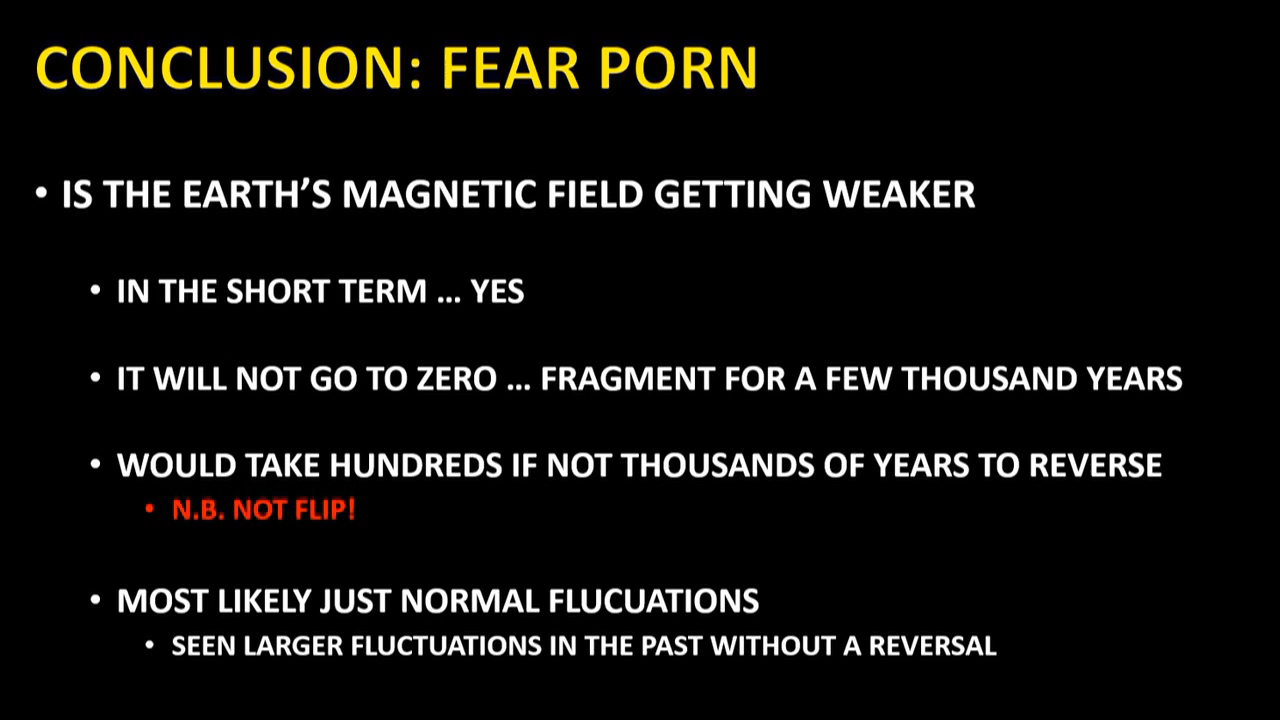 CONCLUSION: FEAR PORN
• IS THE EARTH’S MAGNETIC FIELD GETTING WEAKER
• IN THE SHORT TERM … YES
• IT WILL NOT GO TO ZERO … FRAGMENT FOR A FEW THOUSAND YEARS
• WOULD TAKE HUNDREDS IF NOT THOUSANDS OF YEARS TO REVERSE
• N.B. NOT FLIP!
• MOST LIKELY JUST NORMAL FLUCUATIONS
• SEEN LARGER FLUCTUATIONS IN THE PAST WITHOUT A REVERSAL